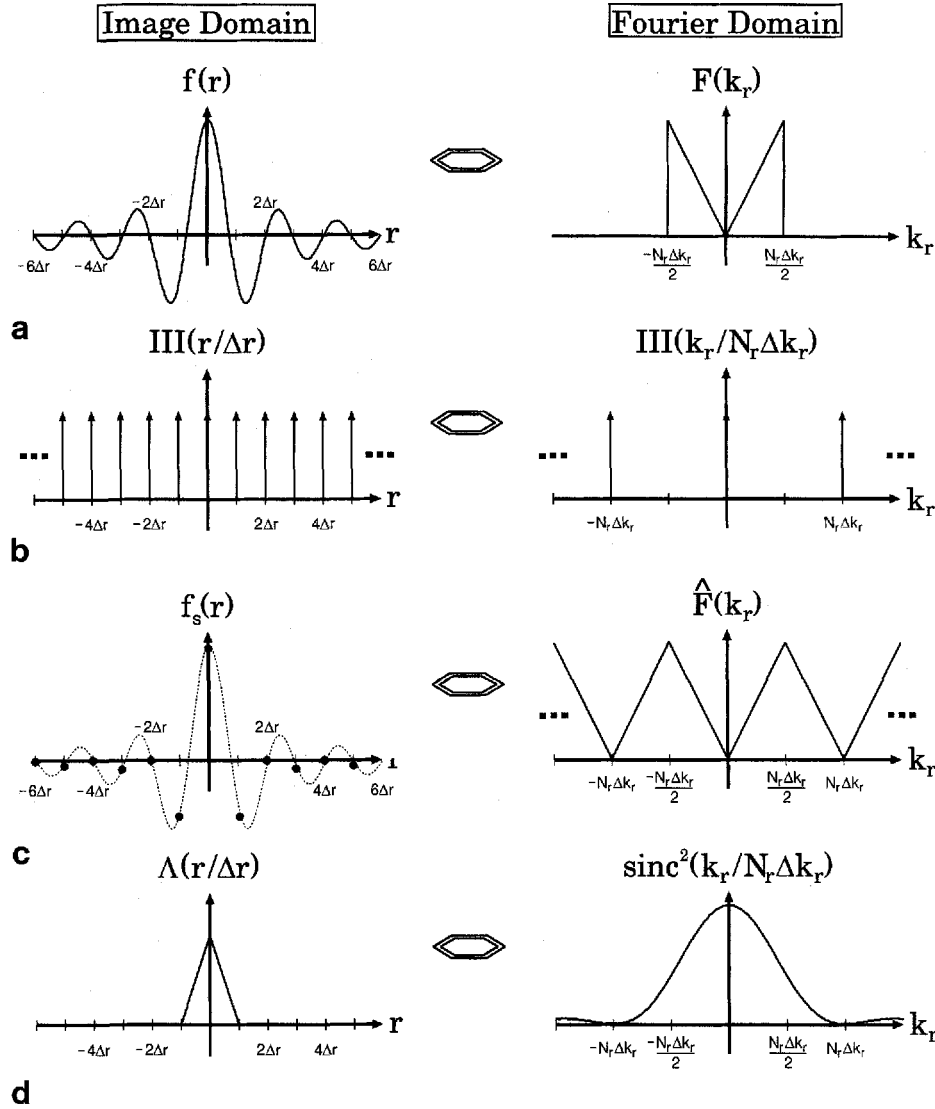 Image Domain
Fourier Domain
f(r)
F(k_r)
-2Δr
2Δr
r
k_r
-6Δr
-4Δr
4Δr
6Δr
-N_rΔk_r
2
N_rΔk_r
2
a
III(r/Δr)
III(k_r/N_rΔk_r)
r
k_r
-4Δr
-2Δr
2Δr
4Δr
-N_rΔk_r
N_rΔk_r
b
f_s(r)
F̂(k_r)
-2Δr
2Δr
k_r
-6Δr
-4Δr
4Δr
6Δr
-N_rΔk_r
-N_rΔk_r
2
N_rΔk_r
2
N_rΔk_r
c
Λ(r/Δr)
sinc²(k_r/N_rΔk_r)
r
k_r
-4Δr
-2Δr
2Δr
4Δr
-N_rΔk_r
-N_rΔk_r
2
N_rΔk_r
2
N_rΔk_r
d